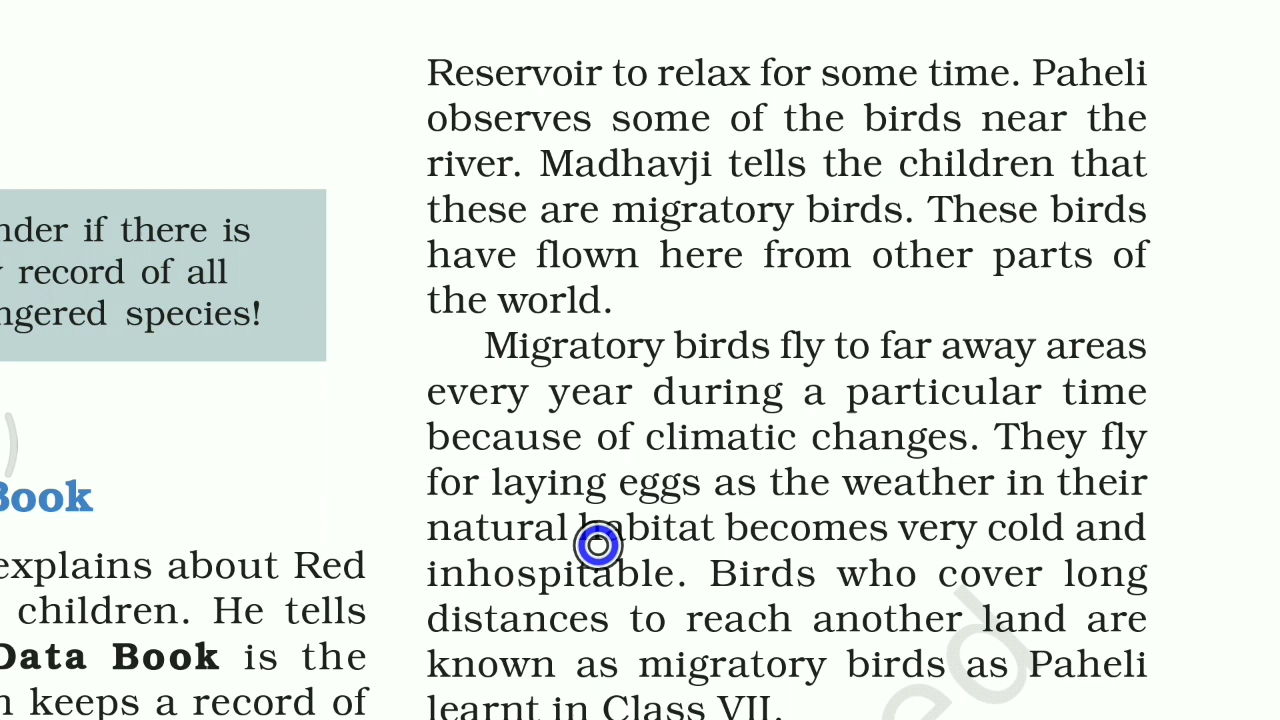 nder if there is
record of all
ngered species!
Book
explains about Red
children. He tells
Data Book is the
keeps a record of
Reservoir to relax for some time. Paheli
observes some of the birds near the
river. Madhavji tells the children that
these are migratory birds. These birds
have flown here from other parts of
the world.
Migratory birds fly to far away areas
every year during a particular time
because of climatic changes. They fly
for laying eggs as the weather in their
natural habitat becomes very cold and
inhospitable. Birds who cover long
distances to reach another land are
known as migratory birds as Paheli
learnt in Class VII.
ed